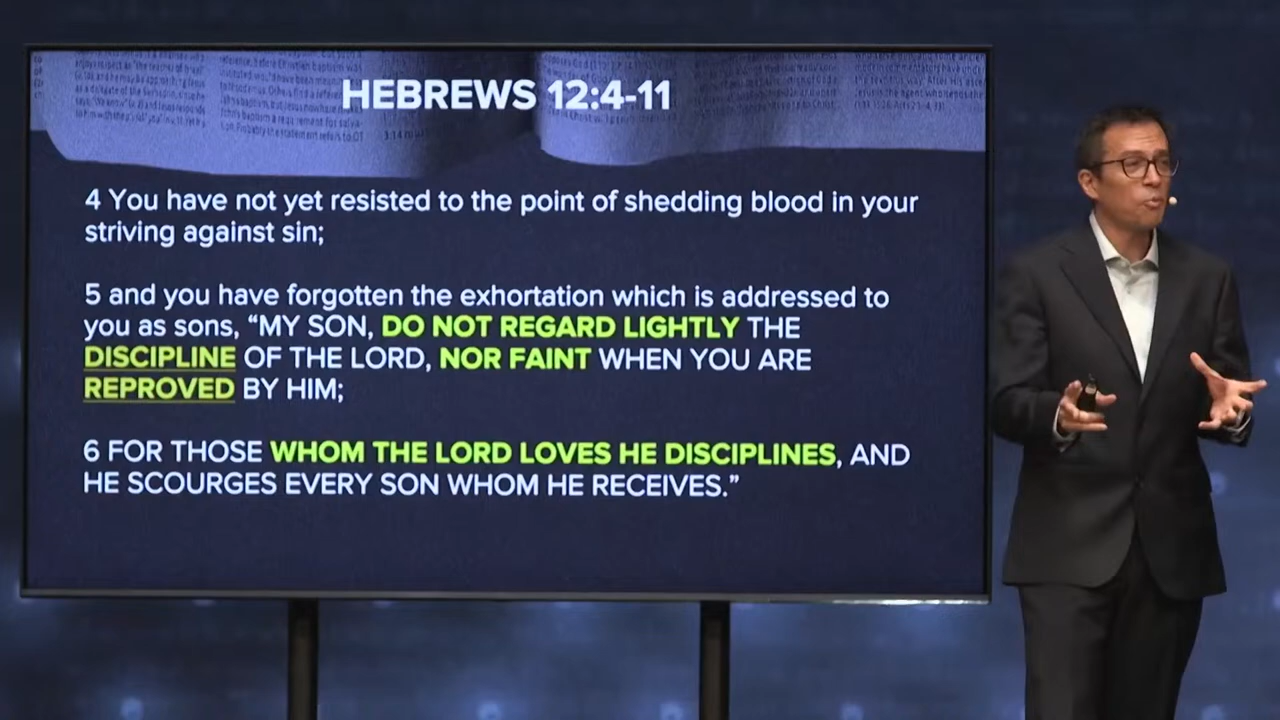 HEBREWS 12:4-11
4 You have not yet resisted to the point of shedding blood in your
striving against sin;
5 and you have forgotten the exhortation which is addressed to
you as sons, “MY SON, DO NOT REGARD LIGHTLY THE
DISCIPLINE OF THE LORD, NOR FAINT WHEN YOU ARE
REPROVED BY HIM;
6 FOR THOSE WHOM THE LORD LOVES HE DISCIPLINES, AND
HE SCOURGES EVERY SON WHOM HE RECEIVES.”